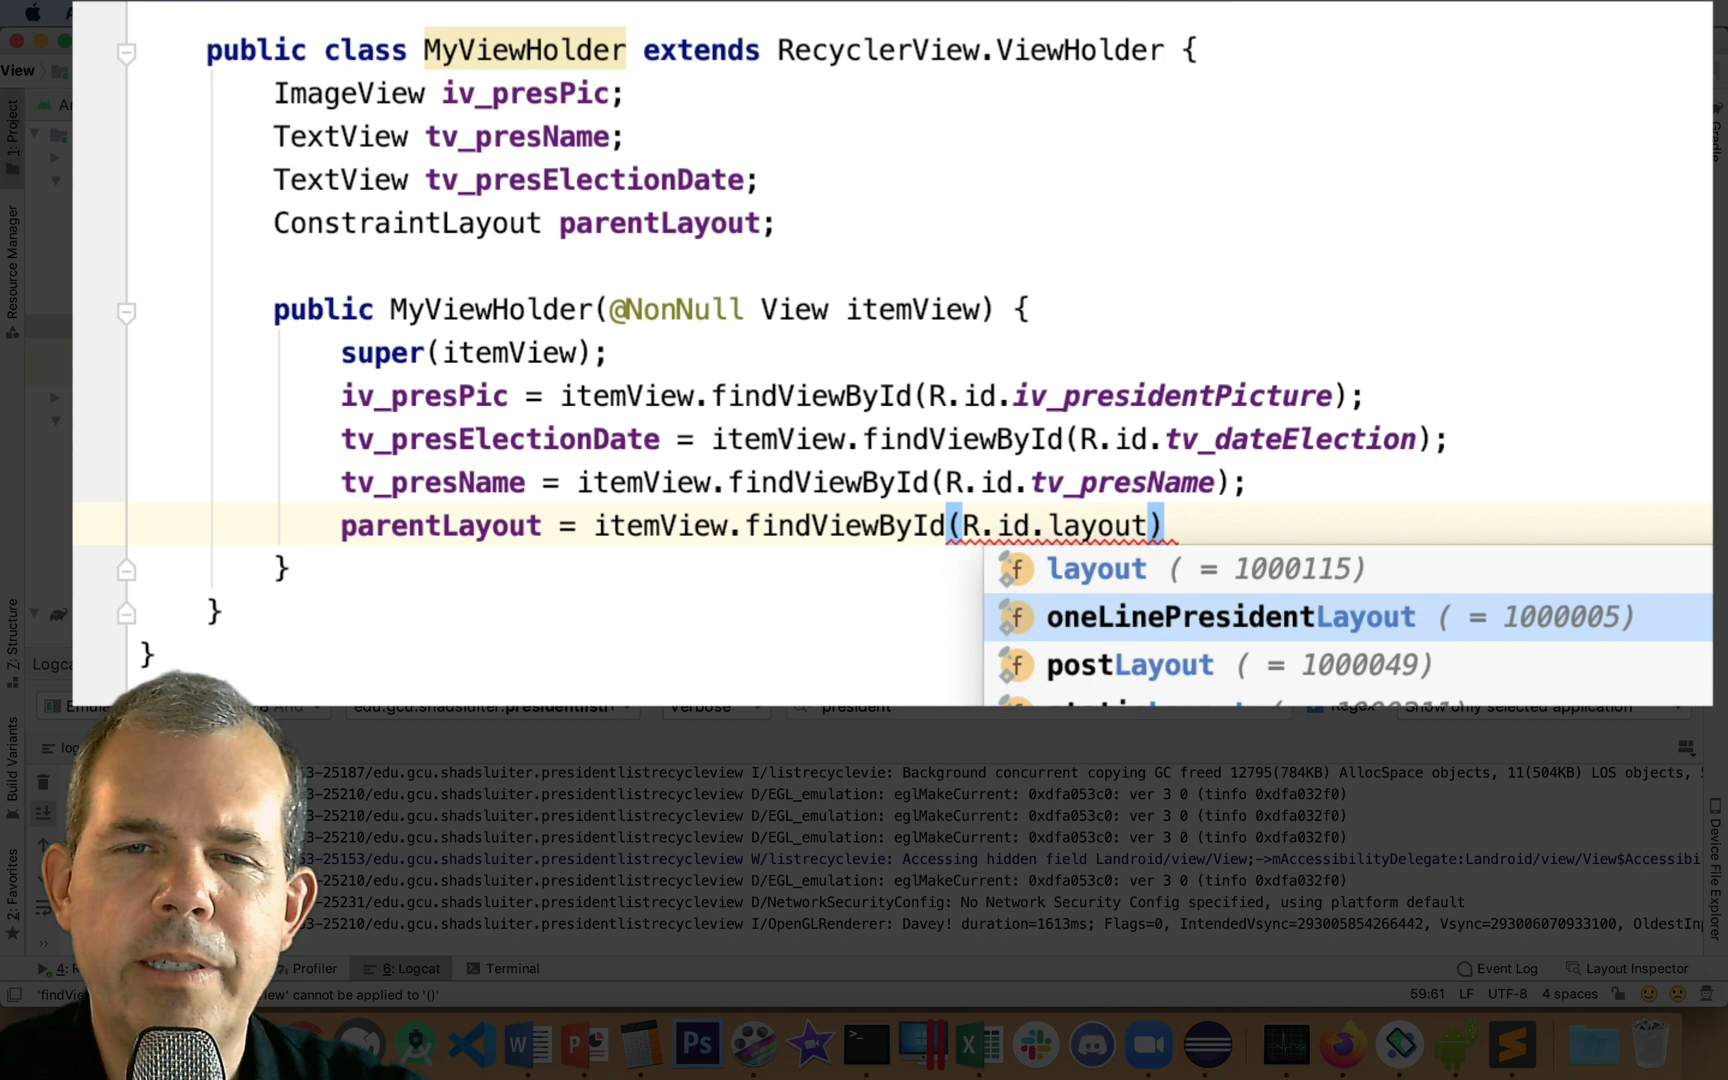 public class MyViewHolder extends RecyclerView.ViewHolder {
ImageView iv_presPic;
TextView tv_presName;
TextView tv_presElectionDate;
ConstraintLayout parentLayout;
public MyViewHolder(@NonNull View itemView) {
super(itemView);
iv_presPic = itemView.findViewById(R.id.iv_presidentPicture);
tv_presElectionDate = itemView.findViewById(R.id.tv_dateElection);
tv_presName = itemView.findViewById(R.id.tv_presName);
parentLayout = itemView.findViewById(R.id.layout)
layout ( = 1000115)
}
oneLinePresidentLayout ( = 1000005)
}
postLayout ( = 1000049)
}
View
1: Project
Resource Manager
7: Structure
Build Variants
2: Favorites
Device File Explorer
3-25187/edu.gcu.shadsluiter.presidentlistrecycleview I/listrecyclevie: Background concurrent copying GC freed 12795(784KB) AllocSpace objects, 11(504KB) LOS objects,
-25210/edu.gcu.shadsluiter.presidentlistrecycleview D/EGL_emulation: eglMakeCurrent: 0xdfa053c0: ver 3 0 (tinfo 0xdfa032f0)
-25210/edu.gcu.shadsluiter.presidentlistrecycleview D/EGL_emulation: eglMakeCurrent: 0xdfa053c0: ver 3 0 (tinfo 0xdfa032f0)
-25210/edu.gcu.shadsluiter.presidentlistrecycleview D/EGL_emulation: eglMakeCurrent: 0xdfa053c0: ver 3 0 (tinfo 0xdfa032f0)
3-25153/edu.gcu.shadsluiter.presidentlistrecycleview W/listrecyclevie: Accessing hidden field Landroid/view/View;->mAccessibilityDelegate:Landroid/view/View$Accessibi
-25210/edu.gcu.shadsluiter.presidentlistrecycleview D/EGL_emulation: eglMakeCurrent: 0xdfa053c0: ver 3 0 (tinfo 0xdfa032f0)
-25231/edu.gcu.shadsluiter.presidentlistrecycleview D/NetworkSecurityConfig: No Network Security Config specified, using platform default
-25210/edu.gcu.shadsluiter.presidentlistrecycleview I/OpenGLRenderer: Davey! duration=1613ms; Flags=0, IntendedVsync=293005854266442, Vsync=293006070933100, OldestInp
4: Profiler 6: Logcat Terminal Event Log Layout Inspector
'findVie iew' cannot be applied to '()' 59:61 LF UTF-8 4 spaces